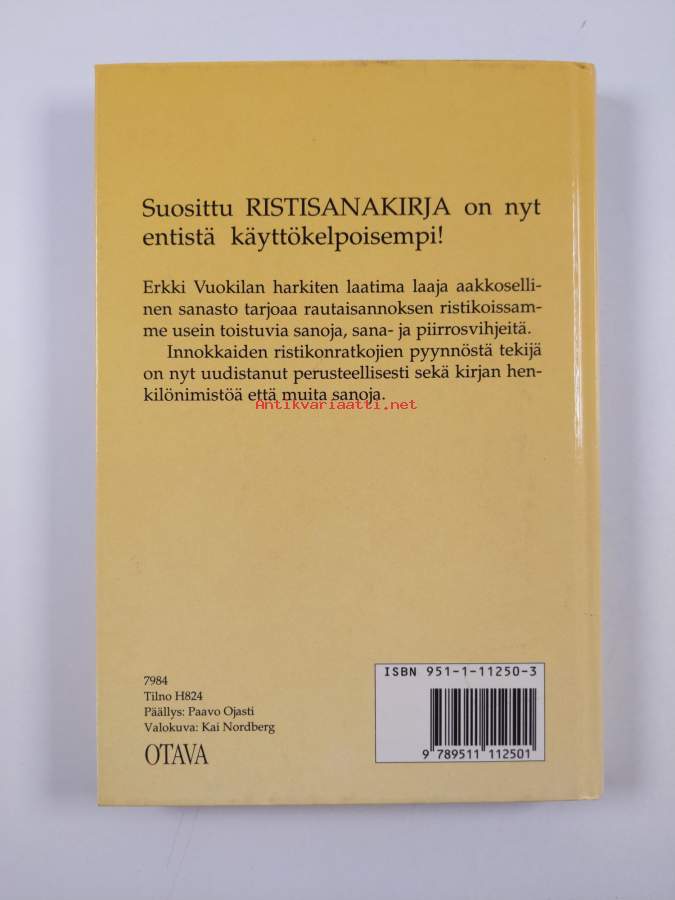 Suosittu RISTISANAKIRJA on nyt
entistä käyttökelpoisempi!
Erkki Vuokilan harkiten laatima laaja aakkoselli-
nen sanasto tarjoaa rautaisannoksen ristikoissam-
me usein toistuvia sanoja, sana- ja piirrosvihjeitä.
Innokkaiden ristikonratkojien pyynnöstä tekijä
on nyt uudistanut perusteellisesti sekä kirjan hen-
kilönimistöä että muita sanoja.
Antikvariaatti.net
7984
Tilno H824
Päällys: Paavo Ojasti
Valokuva: Kai Nordberg
OTAVA
ISBN 951-1-11250-3
9 789511 112501